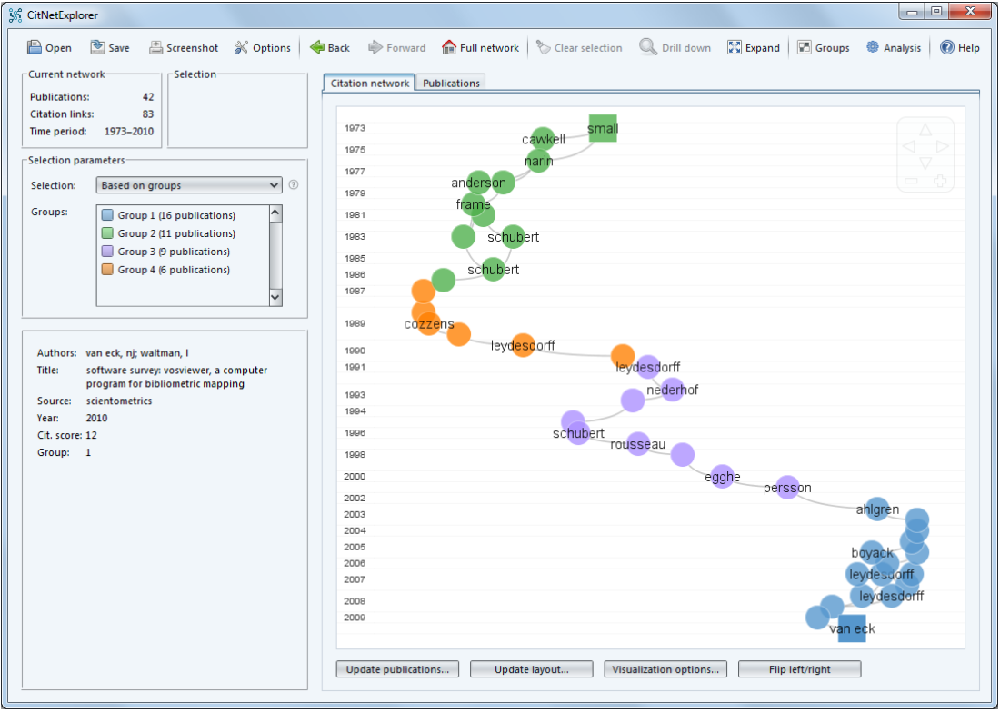 CitNetExplorer
Open Save Screenshot Options Back Forward Full network Clear selection Drill down Expand Groups Analysis Help
Current network
Publications: 42
Citation links: 83
Time period: 1973–2010
Selection
Selection parameters
Selection: Based on groups
Groups:
Group 1 (16 publications)
Group 2 (11 publications)
Group 3 (9 publications)
Group 4 (6 publications)
Authors: van eck, nj; waltman, l
Title: software survey: vosviewer, a computer
program for bibliometric mapping
Source: scientometrics
Year: 2010
Cit. score: 12
Group: 1
Citation network Publications
1973 small
cawkell
1975
narin
1977
anderson
1979
frame
1981
1983 schubert
1985
schubert
1986
1987
1989 cozzens
leydesdorff
1990
1991 leydesdorff
nederhof
1993
1994
1996 schubert
rousseau
1998
2000 egghe
persson
2002
ahlgren
2003
2004
2005
boyack
2006
leydesdorff
2007
leydesdorff
2008
2009
van eck
Update publications... Update layout... Visualization options... Flip left/right